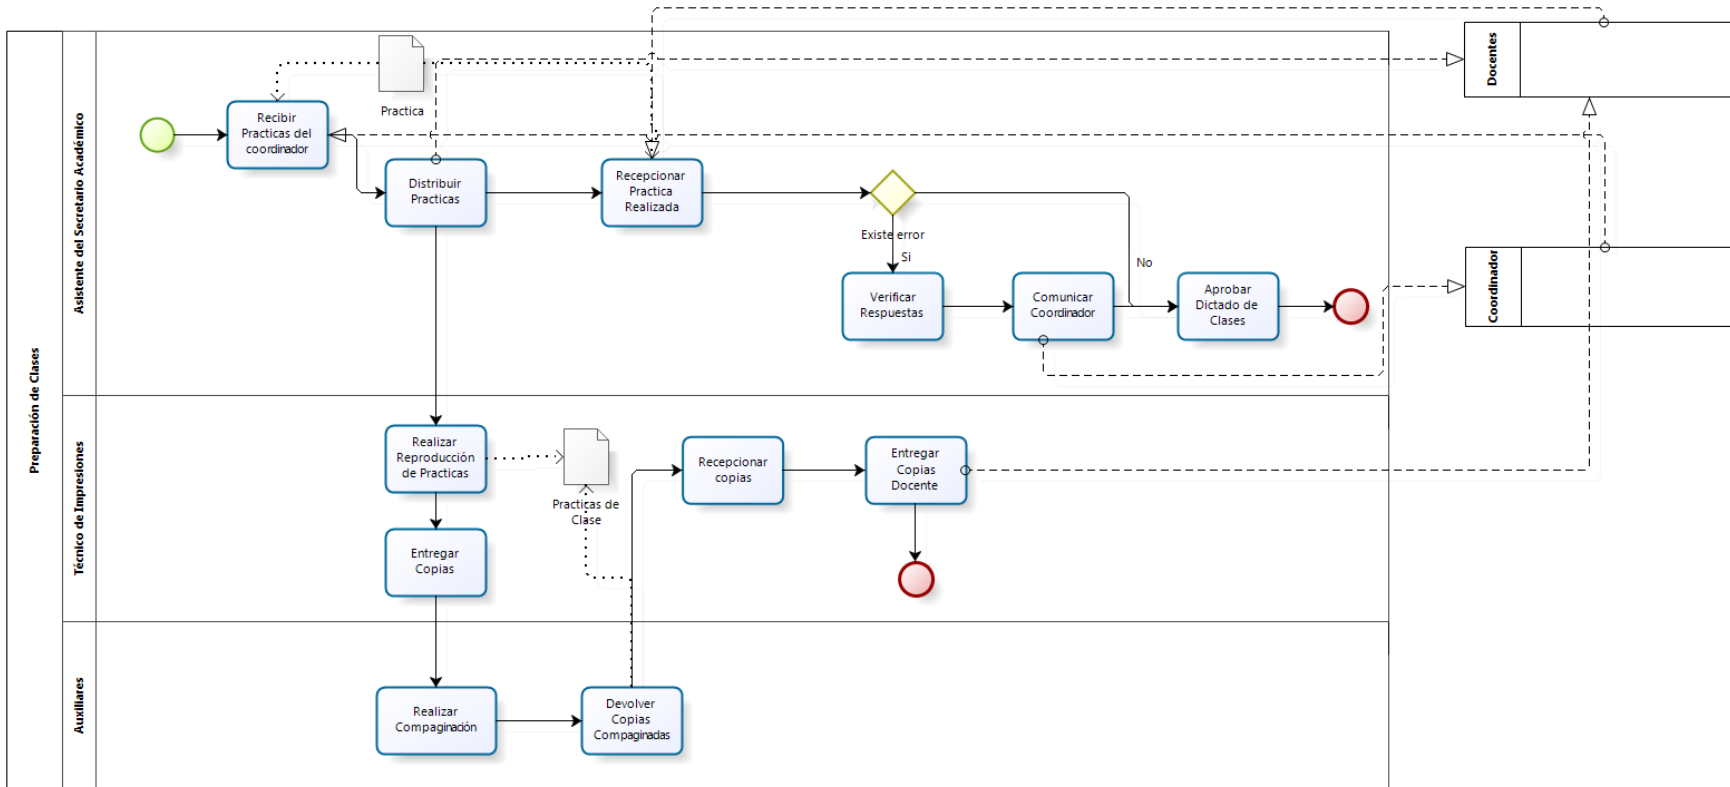 Preparación de Clases
Asistente del Secretario Académico
Practica
Recibir
Practicas del
coordinador
Distribuir
Practicas
Recepcionar
Practica
Realizada
Existe error
Si
No
Verificar
Respuestas
Comunicar
Coordinador
Aprobar
Dictado de
Clases
Docentes
Coordinador
Técnico de Impresiones
Realizar
Reproducción
de Practicas
Practicas de
Clase
Entregar
Copias
Recepcionar
copias
Entregar
Copias
Docente
Auxiliares
Realizar
Compaginación
Devolver
Copias
Compaginadas